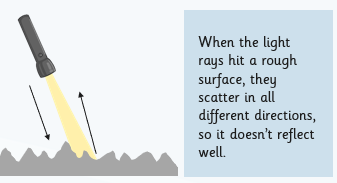 When the light
rays hit a rough
surface, they
scatter in all
different directions,
so it doesn't reflect
well.